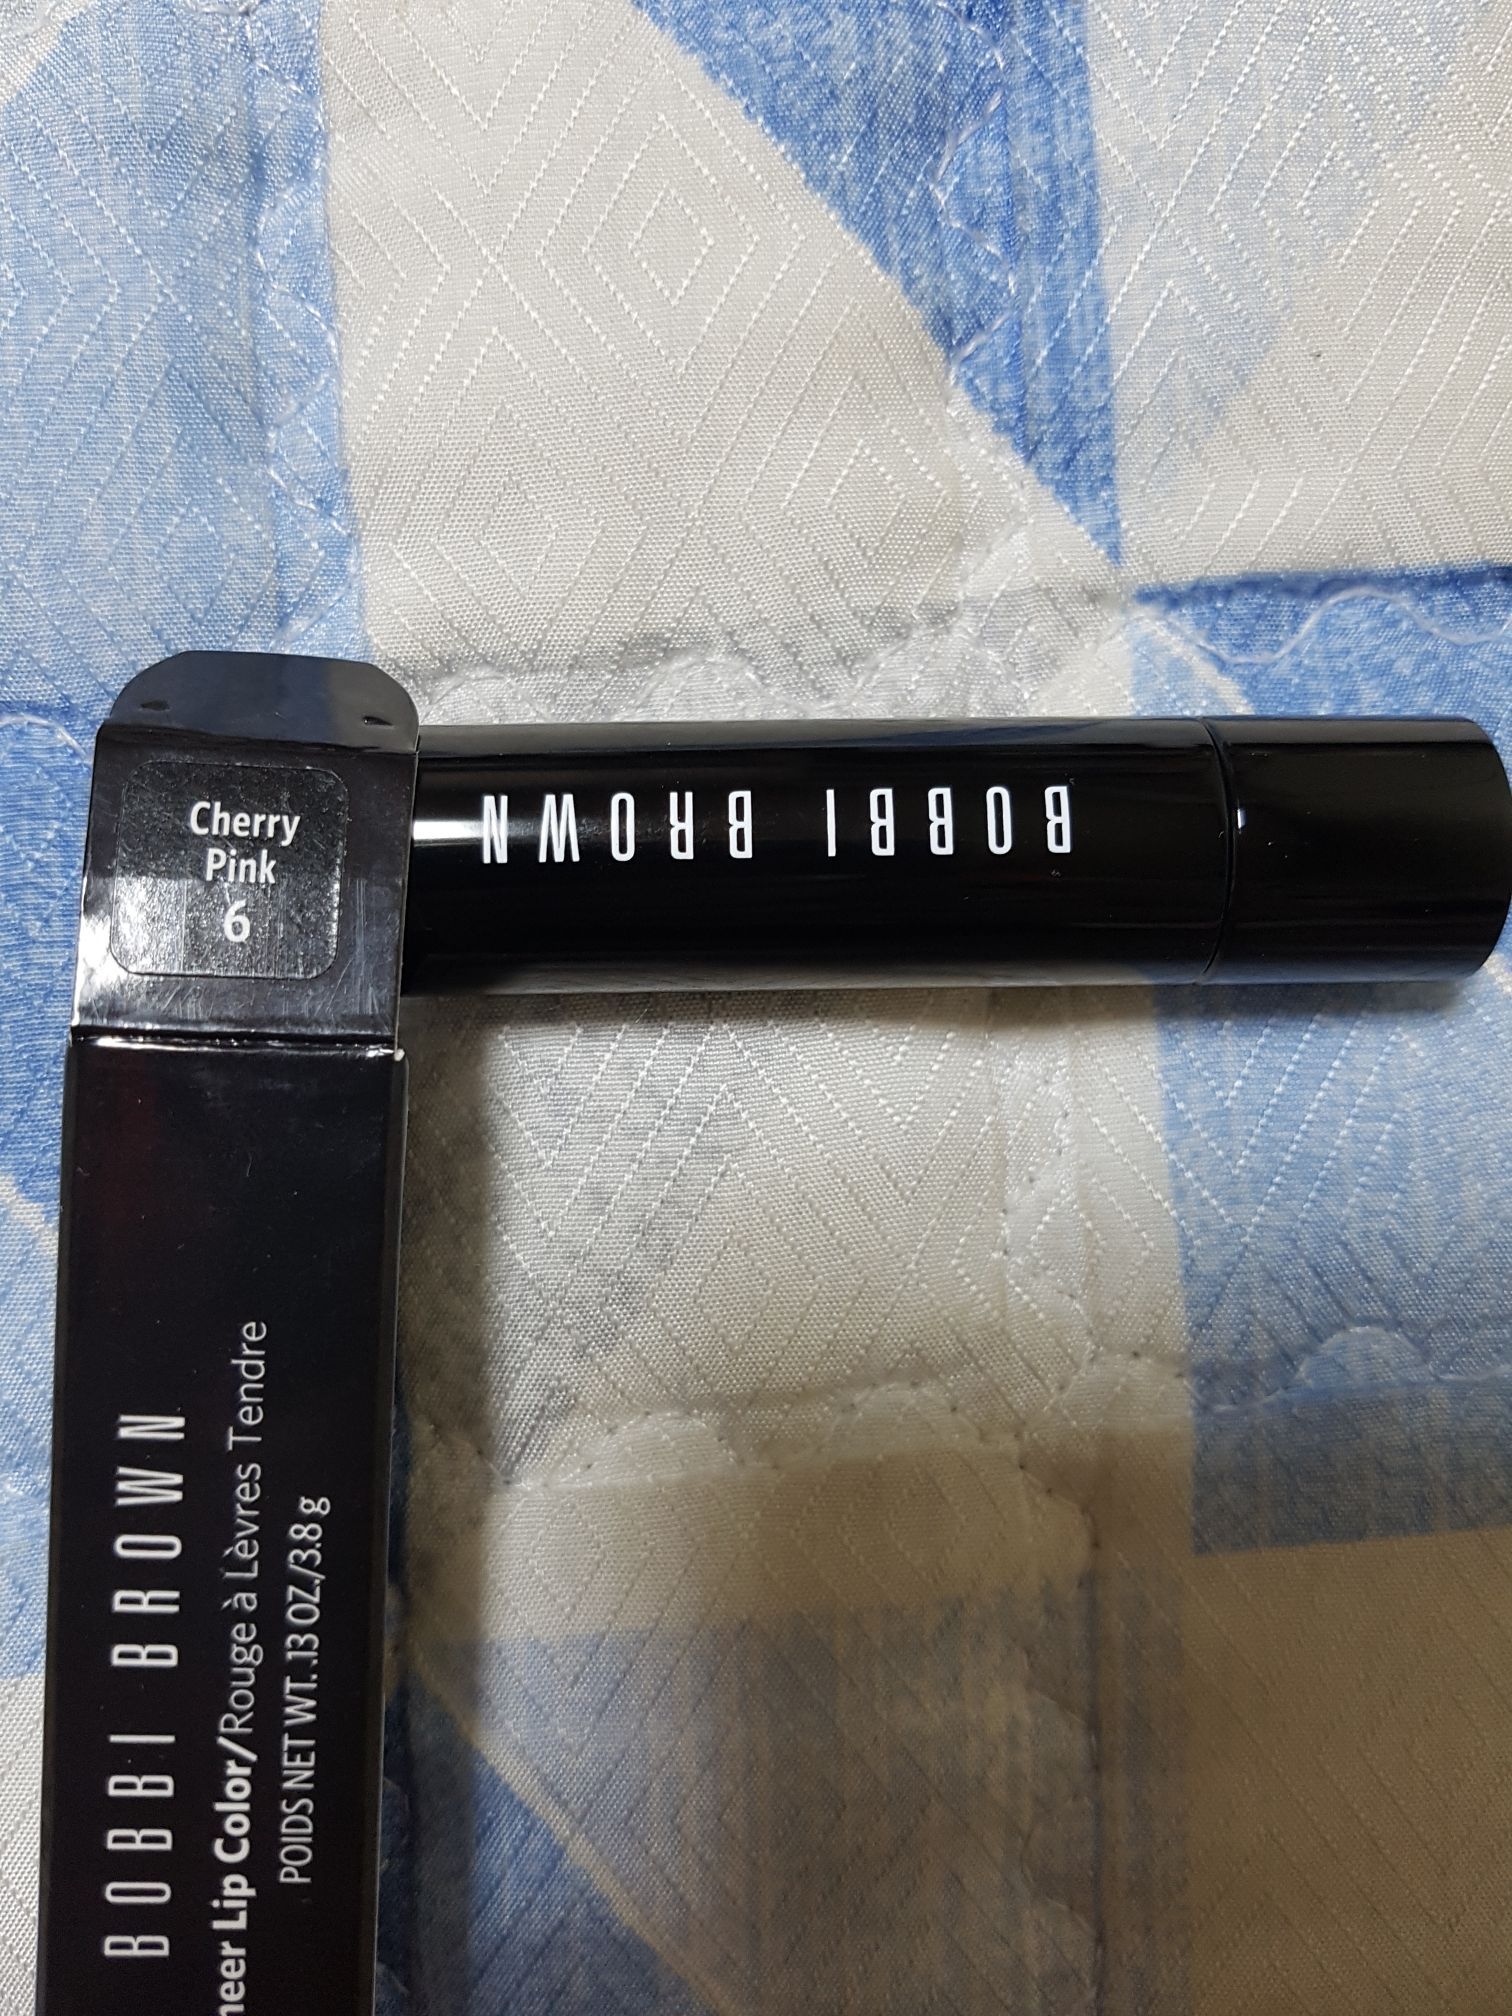 Cherry
Pink
6
BOBBI BROWN
BOBBI BROWN
Lip Color/Rouge à Lèvres Tendre
POIDS NET WT. .13 OZ./3.8 g